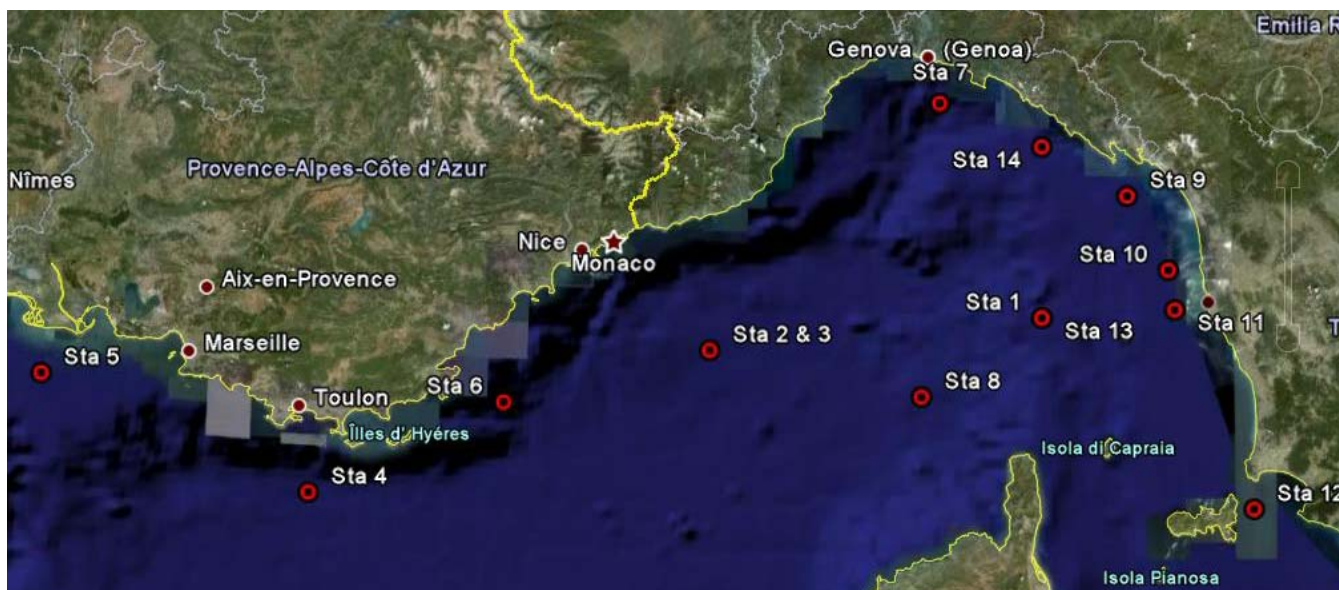 Emilia R
Genova (Genoa)
Sta 7
Sta 14
Provence-Alpes-Côte d'Azur
Nîmes
Sta 9
Nice
Monaco
Sta 10
Aix-en-Provence
Sta 1
Sta 13
Sta 11
T
Sta 2 & 3
Marseille
Sta 5
Sta 6
Sta 8
Toulon
Îlles d' Hyéres
Isola di Capraia
Sta 4
Sta 12
Isola Pianosa